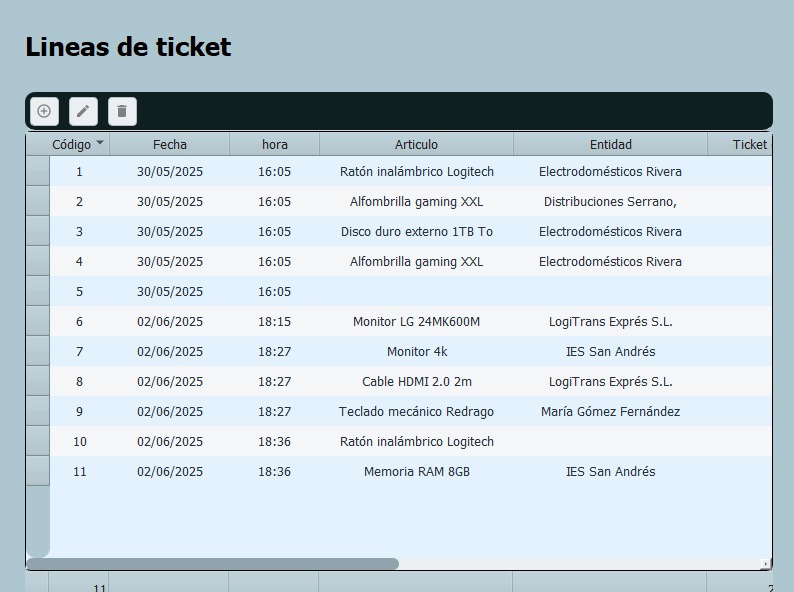 Lineas de ticket
Código Fecha hora Articulo Entidad Ticket
1 30/05/2025 16:05 Ratón inalámbrico Logitech Electrodomésticos Rivera
2 30/05/2025 16:05 Alfombrilla gaming XXL Distribuciones Serrano,
3 30/05/2025 16:05 Disco duro externo 1TB To Electrodomésticos Rivera
4 30/05/2025 16:05 Alfombrilla gaming XXL Electrodomésticos Rivera
5 30/05/2025 16:05
6 02/06/2025 18:15 Monitor LG 24MK600M LogiTrans Exprés S.L.
7 02/06/2025 18:27 Monitor 4k IES San Andrés
8 02/06/2025 18:27 Cable HDMI 2.0 2m LogiTrans Exprés S.L.
9 02/06/2025 18:27 Teclado mecánico Redrago María Gómez Fernández
10 02/06/2025 18:36 Ratón inalámbrico Logitech
11 02/06/2025 18:36 Memoria RAM 8GB IES San Andrés
11